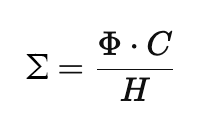 Σ = Φ · C / H